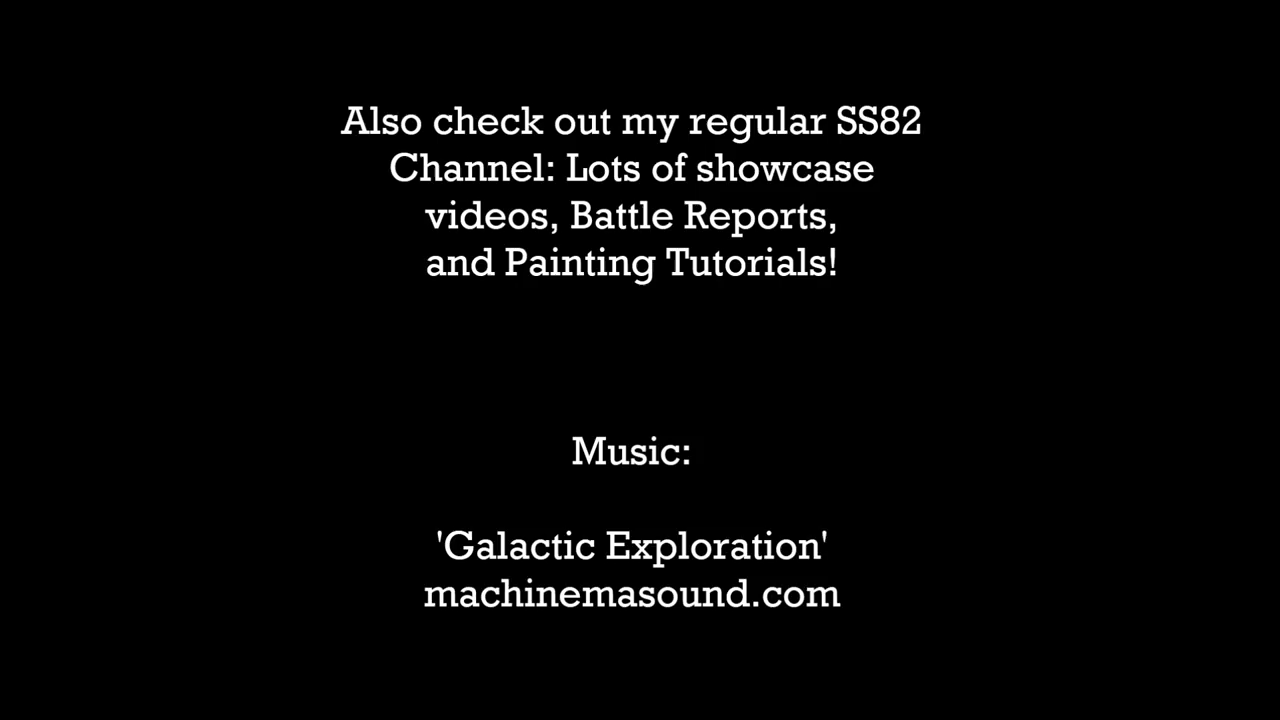 Also check out my regular SS82
Channel: Lots of showcase
videos, Battle Reports,
and Painting Tutorials!
Music:
'Galactic Exploration'
machinemasound.com